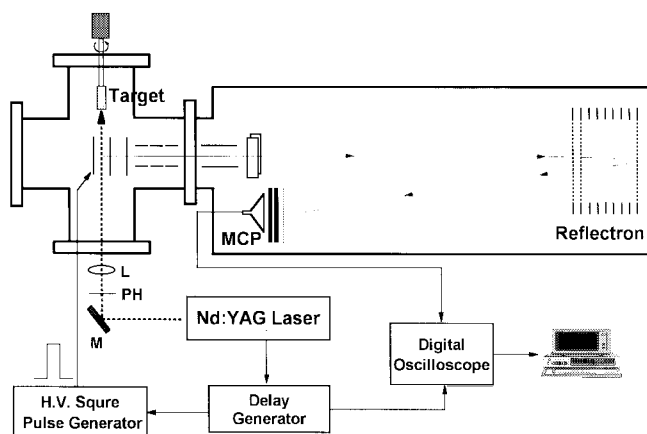 Target
MCP
Reflectron
L
PH
M
Nd:YAG Laser
Digital
Oscilloscope
H.V. Squre
Pulse Generator
Delay
Generator